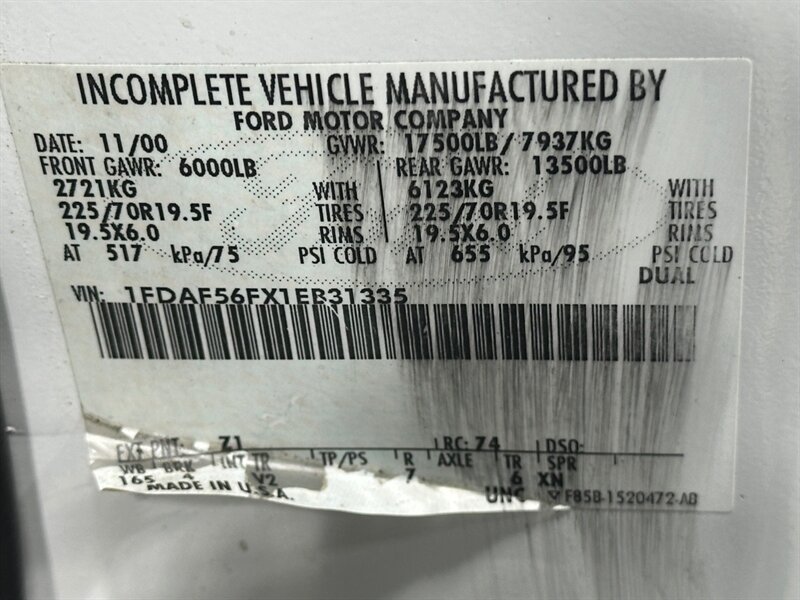 INCOMPLETE VEHICLE MANUFACTURED BY
FORD MOTOR COMPANY
DATE: 11/00 GVWR: 17500LB/ 7937KG
FRONT GAWR: 6000LB REAR GAWR: 13500LB
2721KG WITH 6123KG WITH
225/70R19.5F TIRES 225/70R19.5F TIRES
19.5X6.0 RIMS 19.5X6.0 RIMS
AT 517 kPa/75 PSI COLD AT 655 kPa/95 PSI COLD
DUAL
VIN: 1FDAF56FX1EB31335
EXT PNT: Z1 RC: 74 DSO:
WB BRK INT TR TP/PS R AXLE TR SPR
165 4 V2 7 6 XN
MADE IN U.S.A. UNC F85B-1520472-AB